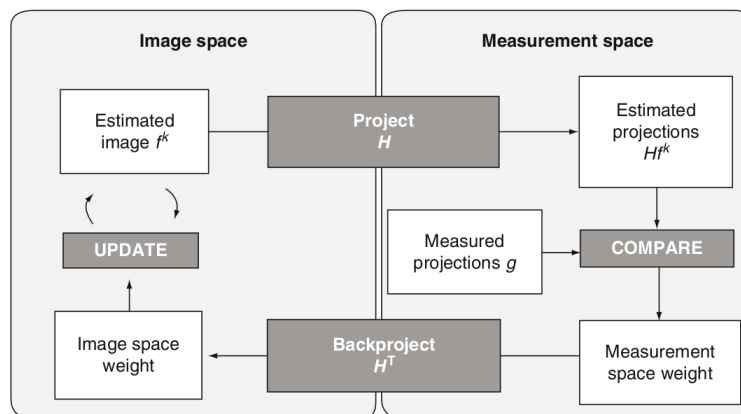 Image space
Measurement space
Estimated
image f^k
Project
H
Estimated
projections
Hf^k
UPDATE
Measured
projections g
COMPARE
Image space
weight
Backproject
H^T
Measurement
space weight